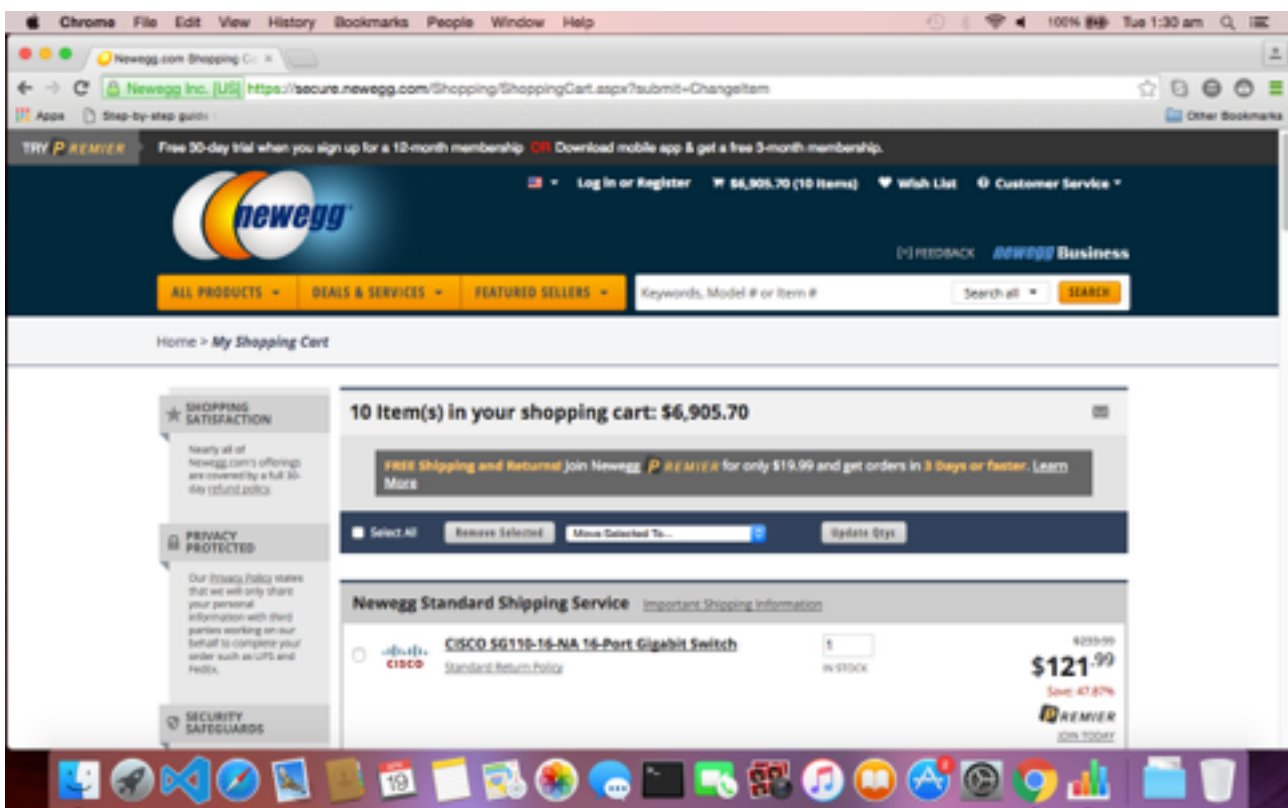 Chrome File Edit View History Bookmarks People Window Help 100% Tue 1:30 am
Newegg.com Shopping Ca
Newegg Inc. [US] https://secure.newegg.com/Shopping/ShoppingCart.aspx?submit=ChangeItem
Apps Step-by-step guide Other Bookmarks
TRY PREMIER Free 30-day trial when you sign up for a 12-month membership OR Download mobile app & get a free 3-month membership.
newegg
Log in or Register $6,905.70 (10 Items) Wish List Customer Service
[+] FEEDBACK newegg Business
ALL PRODUCTS DEALS & SERVICES FEATURED SELLERS Keywords, Model # or Item # Search all SEARCH
Home > My Shopping Cart
SHOPPING
SATISFACTION
Nearly all of
Newegg.com's offerings
are covered by a full 30-
day refund policy.
PRIVACY
PROTECTED
Our Privacy Policy states
that we will only share
your personal
information with third
parties working on our
behalf to complete your
order such as UPS and
FedEx.
SECURITY
SAFEGUARDS
10 Item(s) in your shopping cart: $6,905.70
FREE Shipping and Returns! Join Newegg PREMIER for only $19.99 and get orders in 3 Days or faster. Learn
More
Select All Remove Selected Move Selected To... Update Qtys
Newegg Standard Shipping Service Important Shipping Information
CISCO CISCO SG110-16-NA 16-Port Gigabit Switch 1
Standard Return Policy IN STOCK
$121.99
Save: 47.87%
PREMIER
JOIN TODAY
19